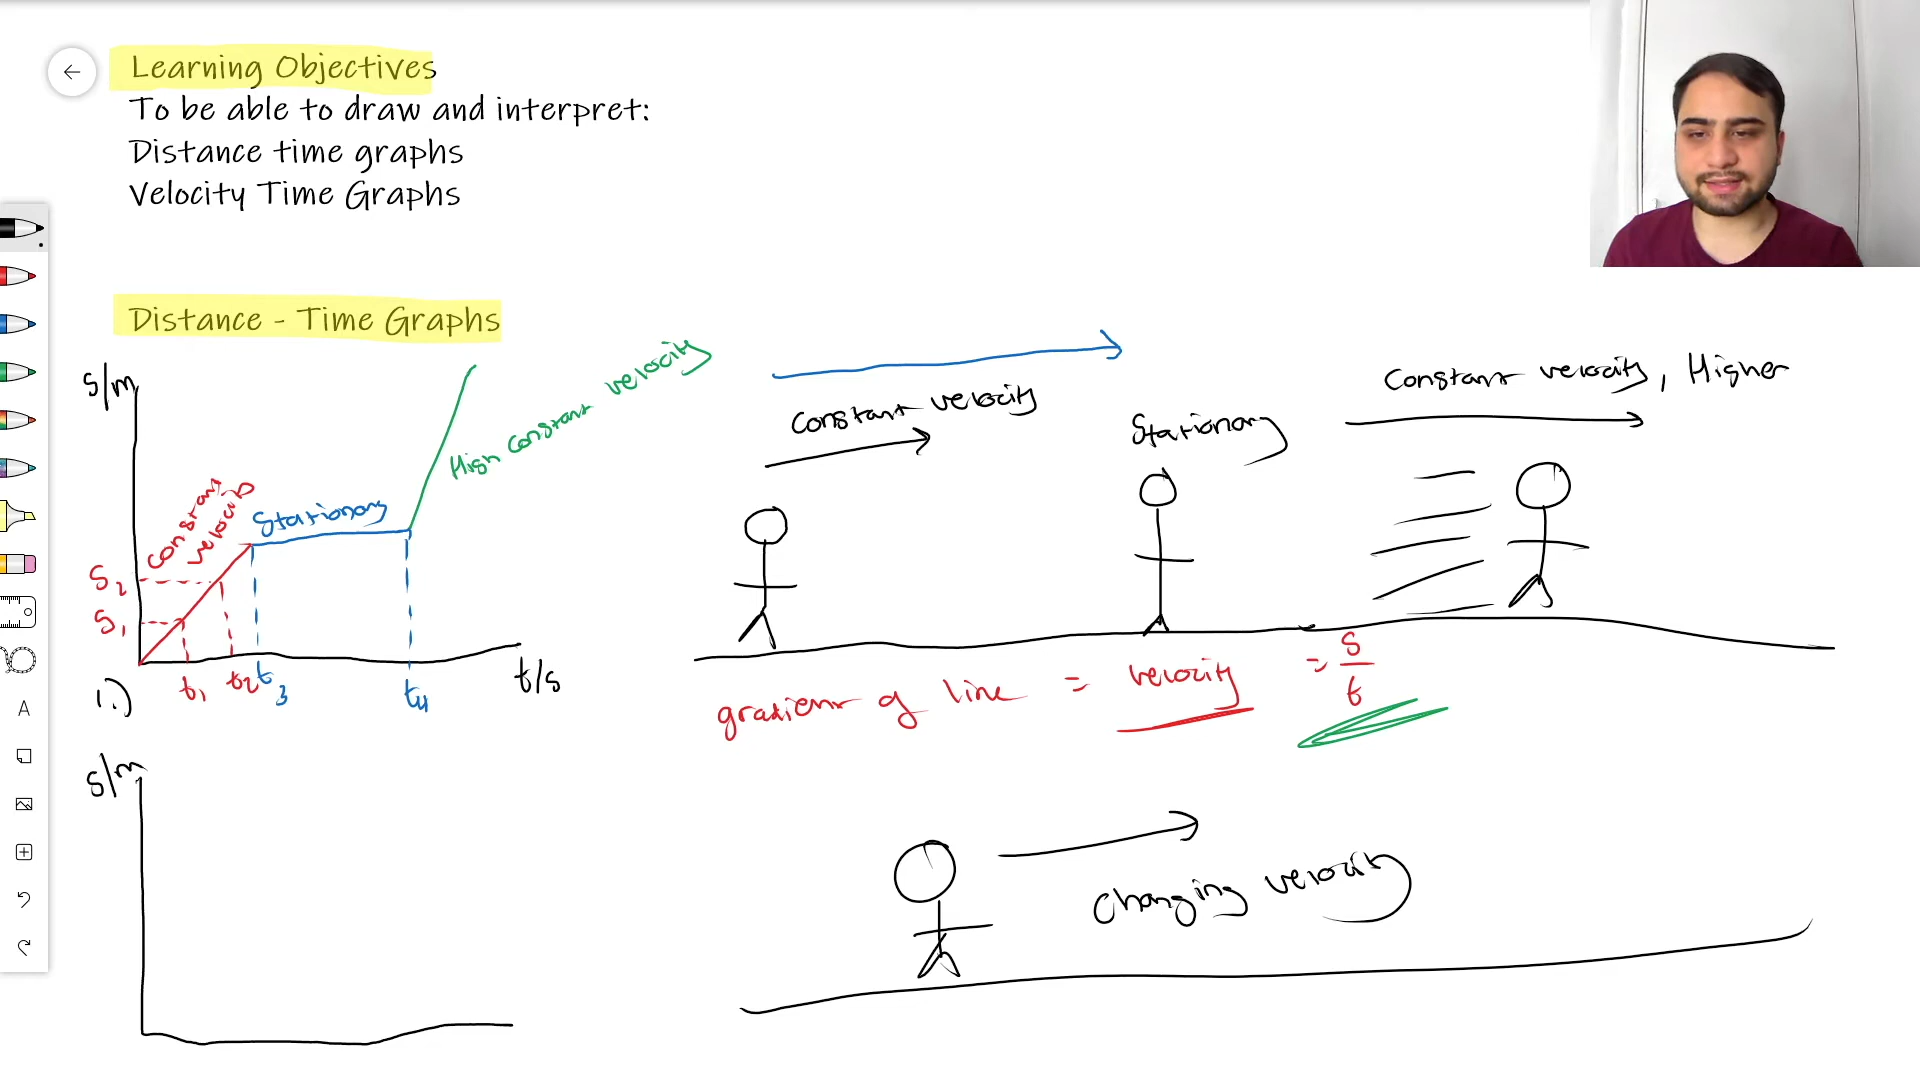 Learning Objectives
To be able to draw and interpret:
Distance time graphs
Velocity Time Graphs
Distance - Time Graphs
s/m
constant
velocity
Stationary
High constant velocity
S2
S1
t1
t2
t3
t4
t/s
1.)
Constant velocity
Stationary
Constant velocity, Higher
gradient of line = velocity = s/t
s/m
Changing velocity
A